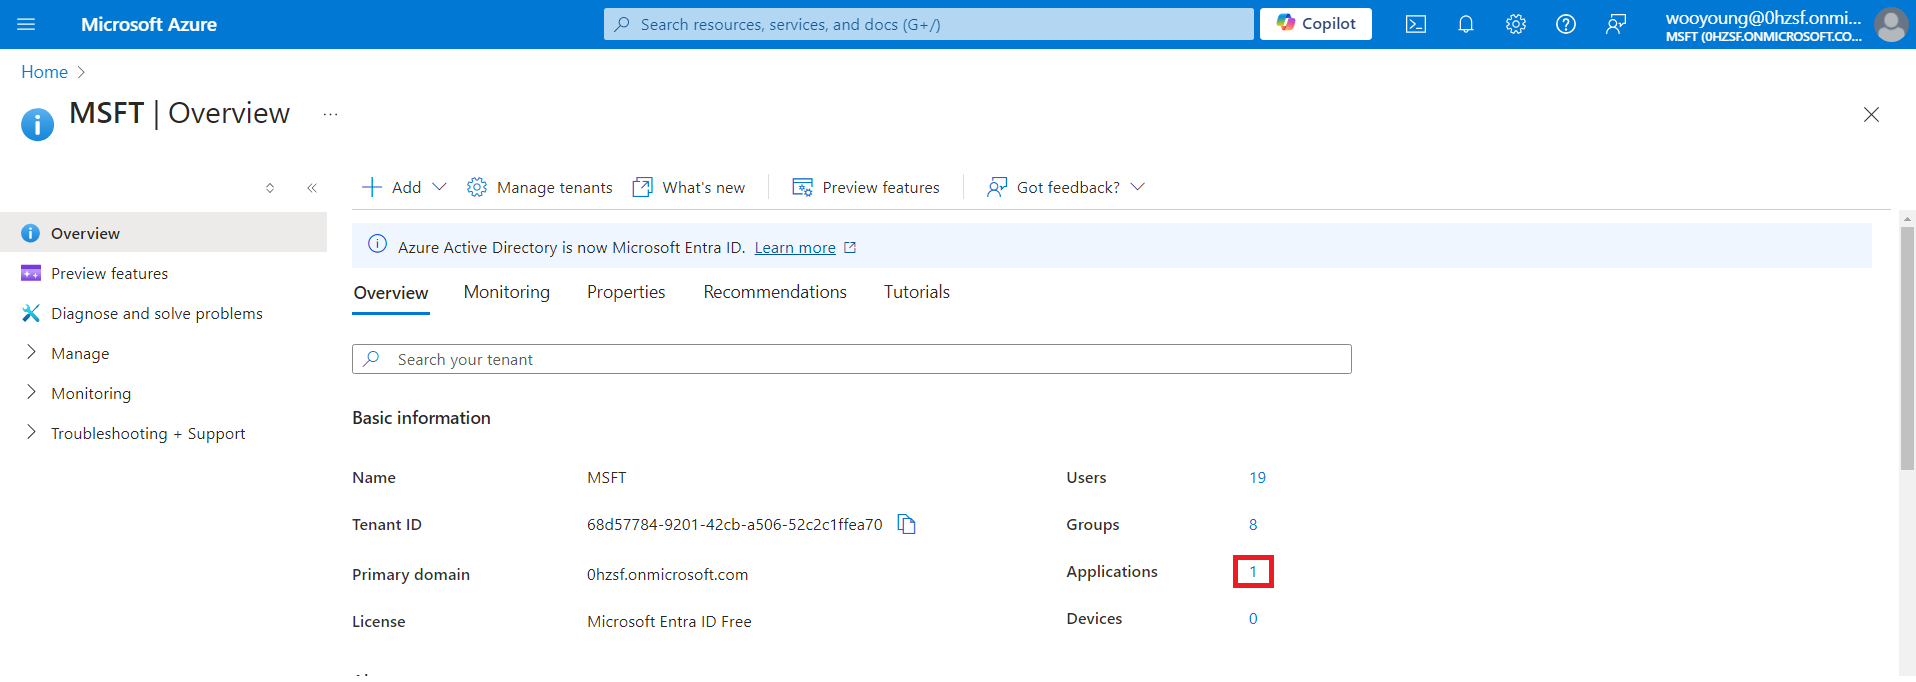 Microsoft Azure
Search resources, services, and docs (G+/)
Copilot
wooyoung@0hzsf.onmi...
MSFT (0HZSF.ONMICROSOFT.CO...
Home
MSFT | Overview ...
Add
Manage tenants
What's new
Preview features
Got feedback?
Overview
Preview features
Diagnose and solve problems
Manage
Monitoring
Troubleshooting + Support
Azure Active Directory is now Microsoft Entra ID. Learn more
Overview Monitoring Properties Recommendations Tutorials
Search your tenant
Basic information
Name MSFT
Tenant ID 68d57784-9201-42cb-a506-52c2c1ffea70
Primary domain 0hzsf.onmicrosoft.com
License Microsoft Entra ID Free
Users 19
Groups 8
Applications 1
Devices 0